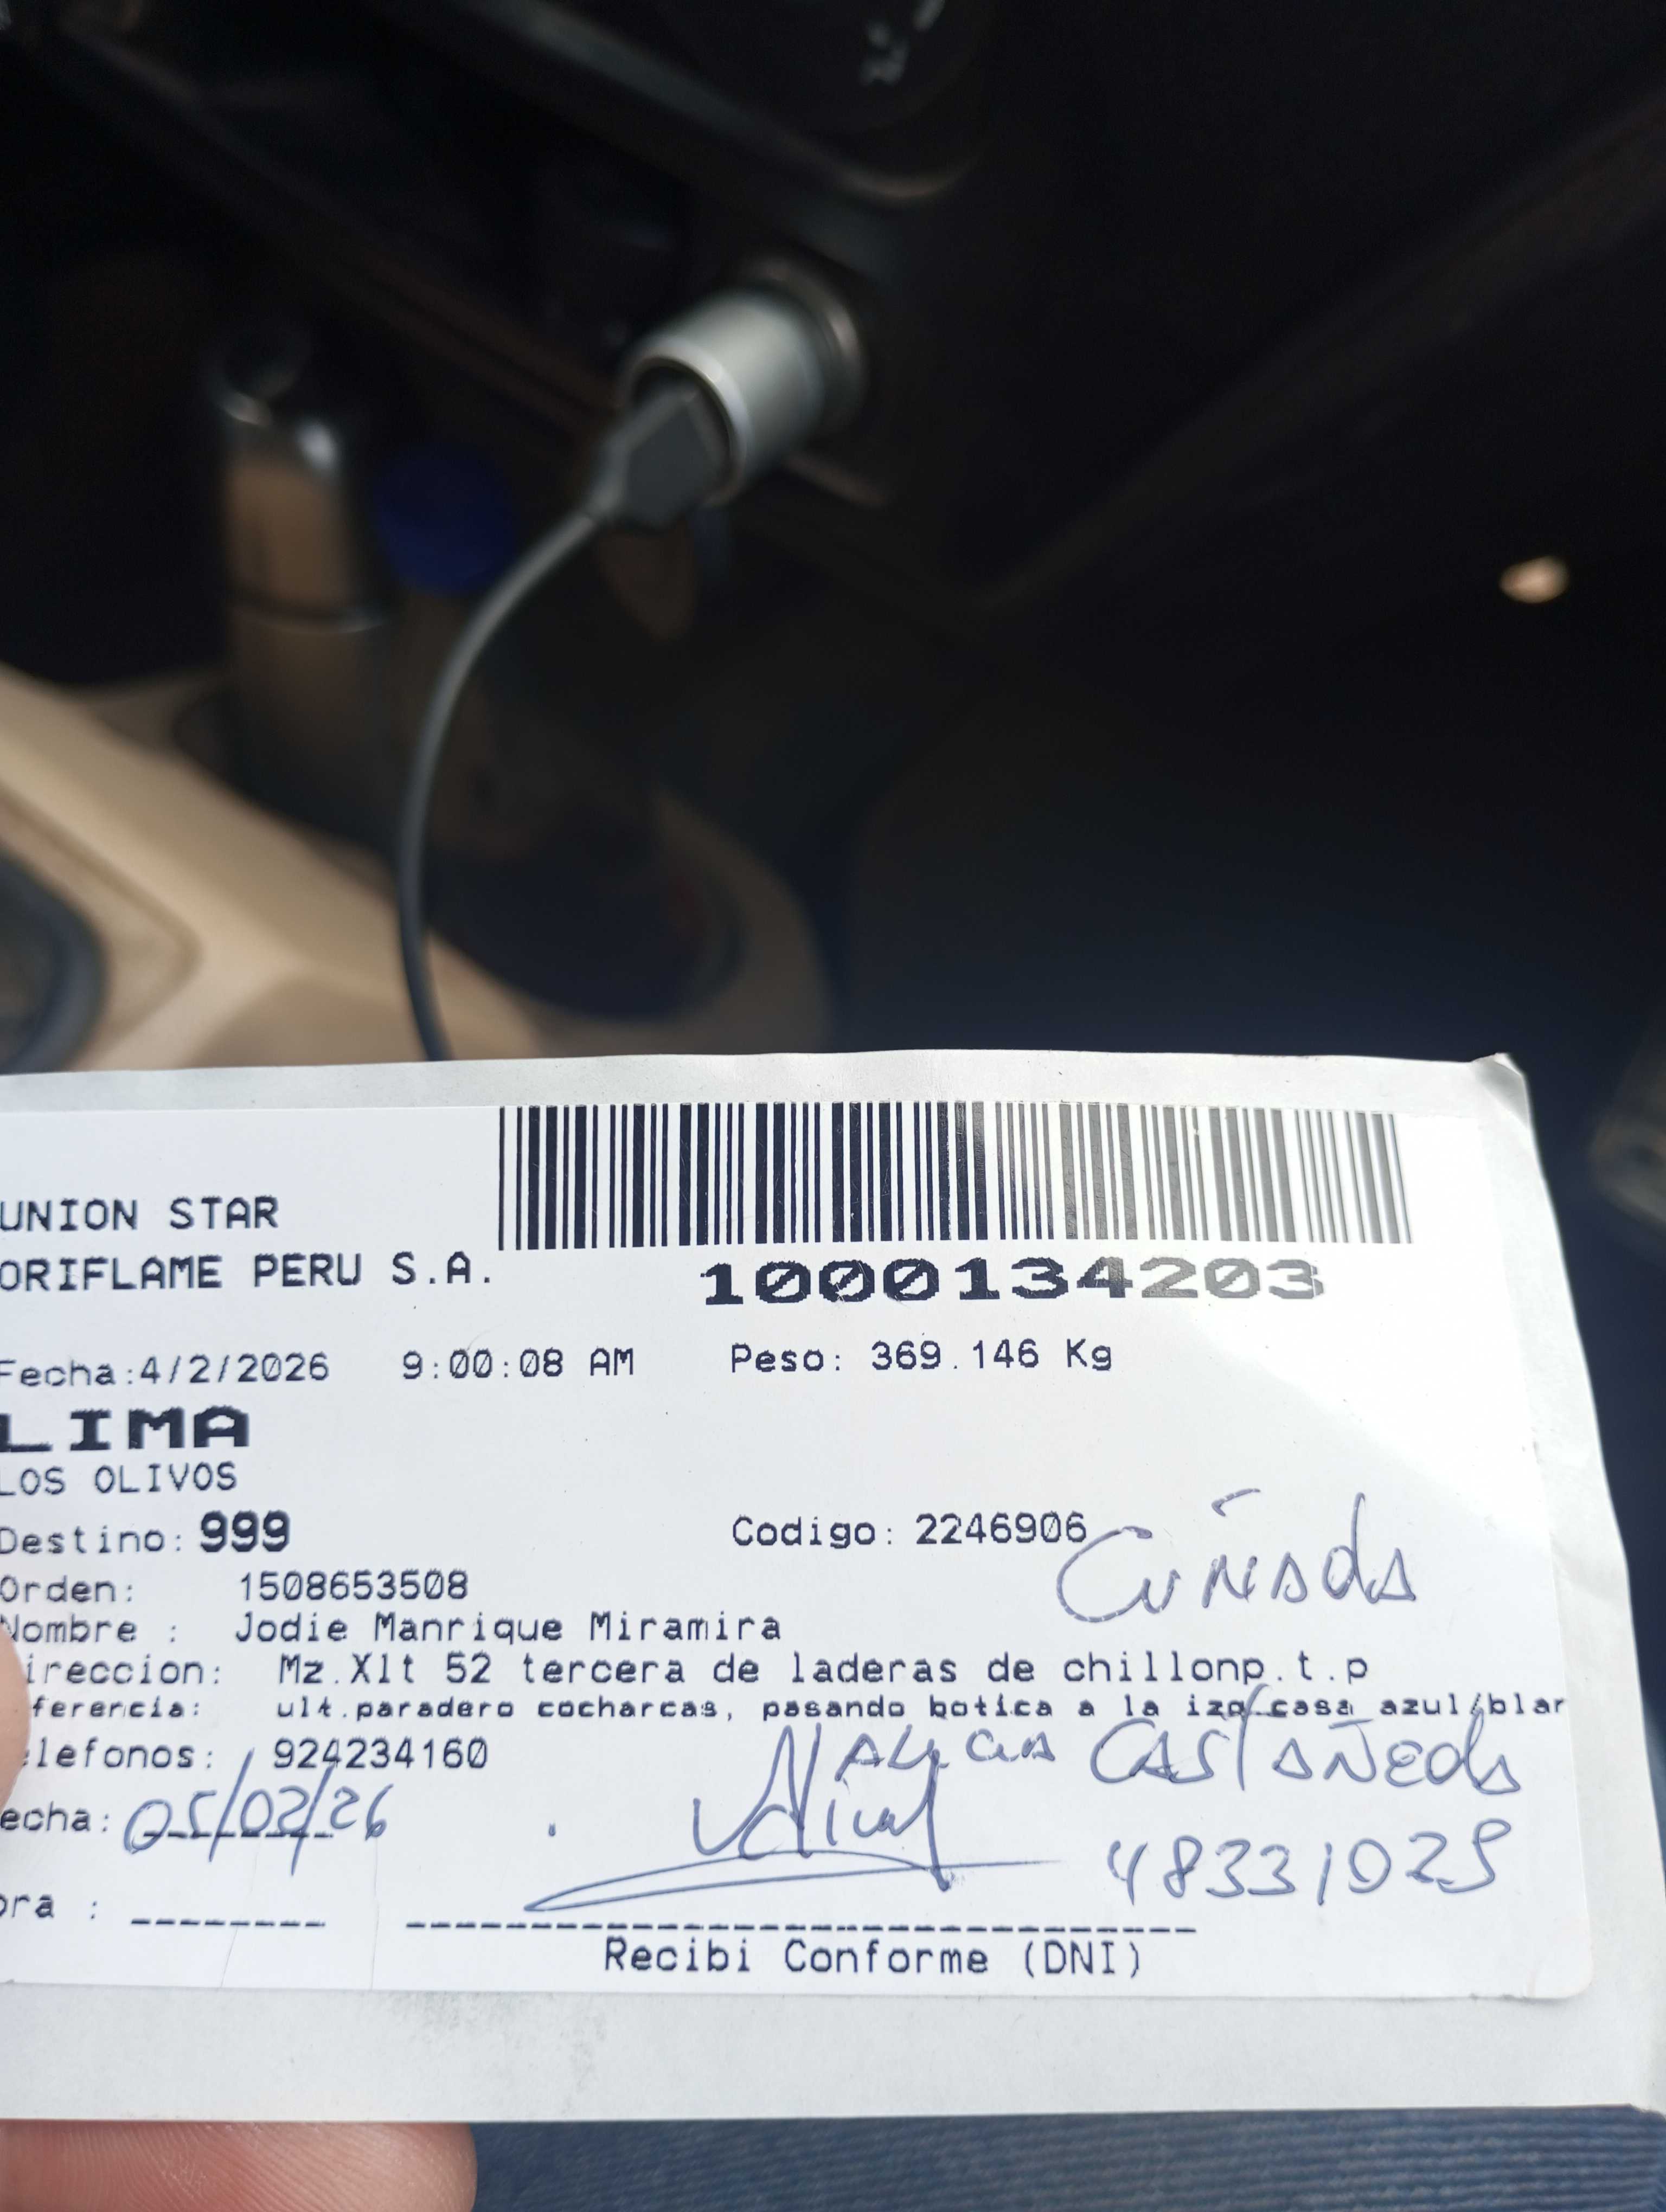 UNION STAR
ORIFLAME PERU S.A.
1000134203
Fecha:4/2/2026 9:00:08 AM Peso: 369.146 Kg
LIMA
LOS OLIVOS
Destino: 999 Codigo: 2246906
Cuñada
Orden: 1508653508
Nombre : Jodie Manrique Miramira
ireccion: Mz.Xlt 52 tercera de laderas de chillonp.t.p
ferencia: ult.paradero cocharcas, pasando botica a la izq/casa azul/blan
elefonos: 924234160
Castañeda
echa: 05/02/26
48331029
ora :
Recibi Conforme (DNI)